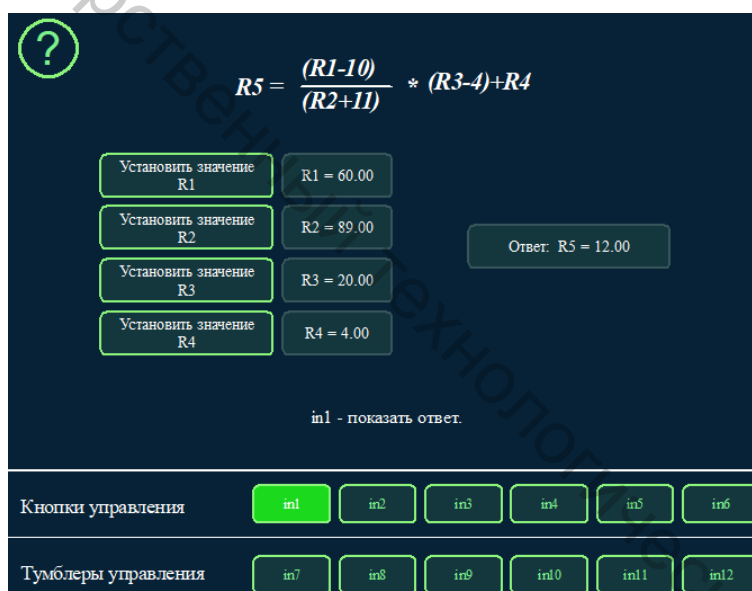 ?
R5 = (R1-10) / (R2+11) * (R3-4)+R4
Установить значение
R1
R1 = 60.00
Установить значение
R2
R2 = 89.00
Ответ: R5 = 12.00
Установить значение
R3
R3 = 20.00
Установить значение
R4
R4 = 4.00
in1 - показать ответ.
Кнопки управления
in1
in2
in3
in4
in5
in6
Тумблеры управления
in7
in8
in9
in10
in11
in12